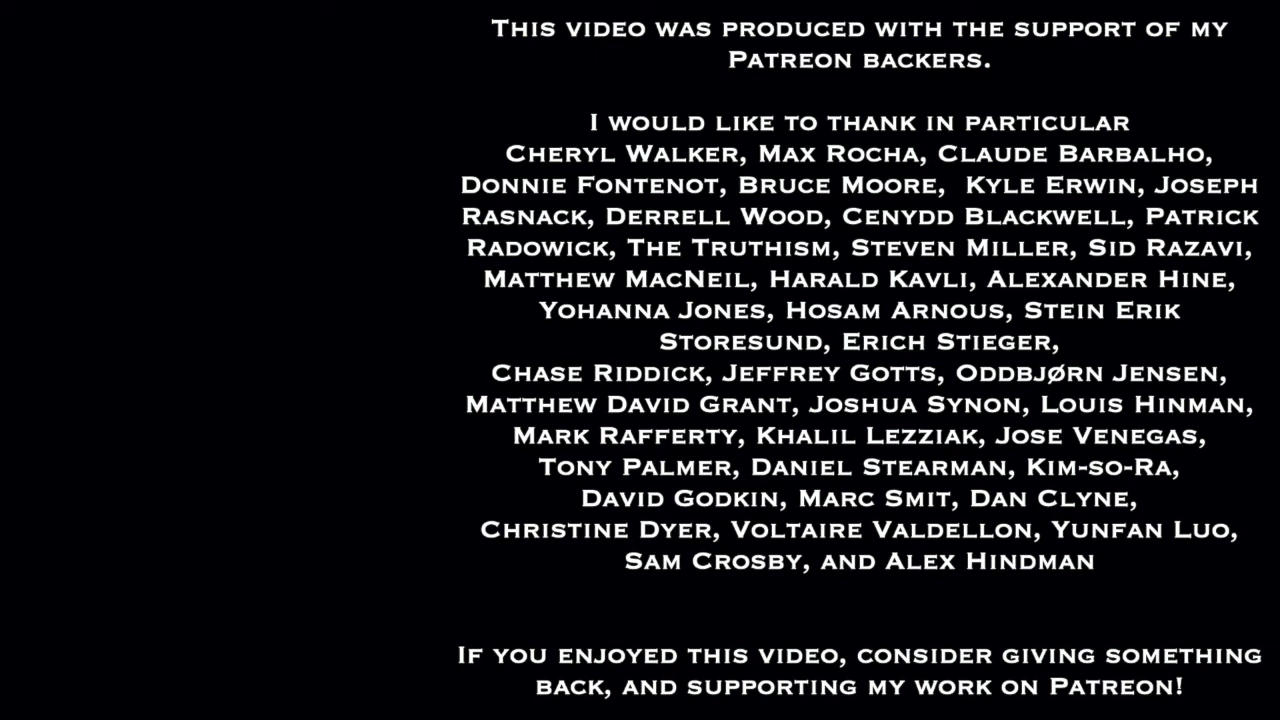 This video was produced with the support of my
Patreon backers.
I would like to thank in particular
Cheryl Walker, Max Rocha, Claude Barbalho,
Donnie Fontenot, Bruce Moore,  Kyle Erwin, Joseph
Rasnack, Derrell Wood, Cenydd Blackwell, Patrick
Radowick, The Truthism, Steven Miller, Sid Razavi,
Matthew MacNeil, Harald Kavli, Alexander Hine,
Yohanna Jones, Hosam Arnous, Stein Erik
Storesund, Erich Stieger,
Chase Riddick, Jeffrey Gotts, Oddbjørn Jensen,
Matthew David Grant, Joshua Synon, Louis Hinman,
Mark Rafferty, Khalil Lezziak, Jose Venegas,
Tony Palmer, Daniel Stearman, Kim-so-Ra,
David Godkin, Marc Smit, Dan Clyne,
Christine Dyer, Voltaire Valdellon, Yunfan Luo,
Sam Crosby, and Alex Hindman
If you enjoyed this video, consider giving something
back, and supporting my work on Patreon!